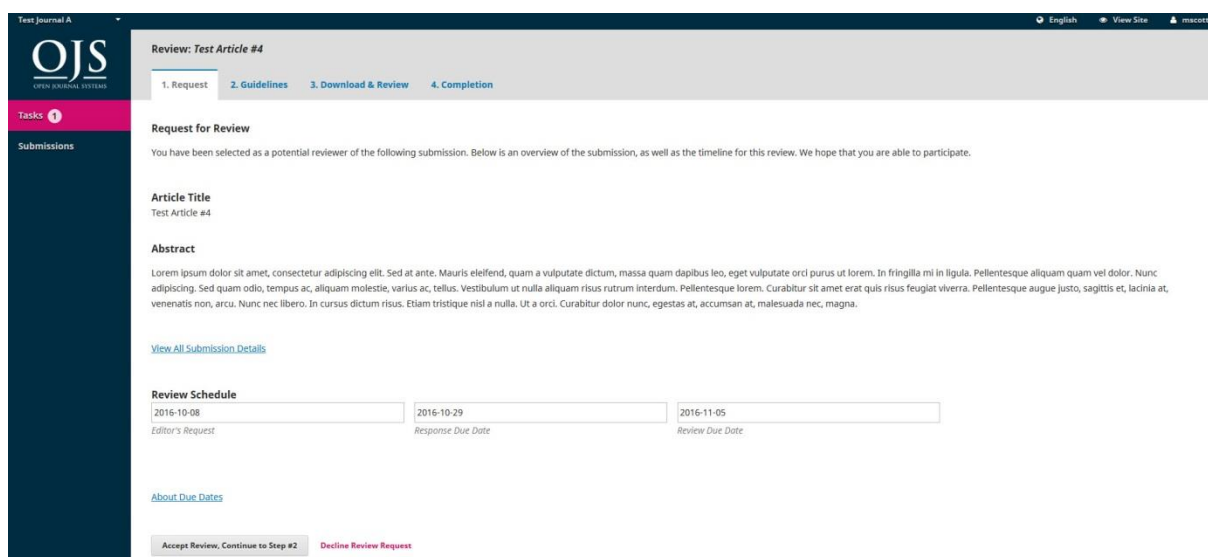 Test Journal A
English View Site mscott
OJS
OPEN JOURNAL SYSTEMS
Tasks 1
Submissions
Review: Test Article #4
1. Request 2. Guidelines 3. Download & Review 4. Completion
Request for Review
You have been selected as a potential reviewer of the following submission. Below is an overview of the submission, as well as the timeline for this review. We hope that you are able to participate.
Article Title
Test Article #4
Abstract
Lorem ipsum dolor sit amet, consectetur adipiscing elit. Sed at ante. Mauris eleifend, quam a vulputate dictum, massa quam dapibus leo, eget vulputate orci purus ut lorem. In fringilla mi in ligula. Pellentesque aliquam quam vel dolor. Nunc
adipiscing. Sed quam odio, tempus ac, aliquam molestie, varius ac, tellus. Vestibulum ut nulla aliquam risus rutrum interdum. Pellentesque lorem. Curabitur sit amet erat quis risus feugiat viverra. Pellentesque augue justo, sagittis et, lacinia at,
venenatis non, arcu. Nunc nec libero. In cursus dictum risus. Etiam tristique nisl a nulla. Ut a orci. Curabitur dolor nunc, egestas at, accumsan at, malesuada nec, magna.
View All Submission Details
Review Schedule
2016-10-08 2016-10-29 2016-11-05
Editor's Request Response Due Date Review Due Date
About Due Dates
Accept Review, Continue to Step #2 Decline Review Request